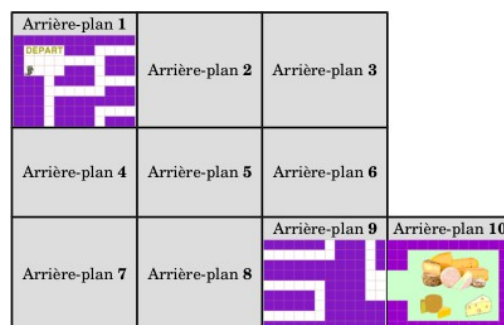 Arrière-plan 1
DÉPART
Arrière-plan 2
Arrière-plan 3
Arrière-plan 4
Arrière-plan 5
Arrière-plan 6
Arrière-plan 7
Arrière-plan 8
Arrière-plan 9
Arrière-plan 10